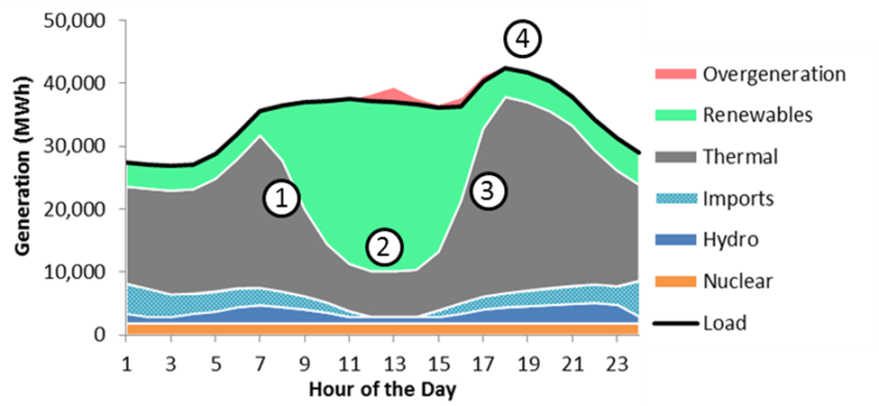 50,000
40,000
30,000
20,000
10,000
0
Generation (MWh)
1
2
3
4
1 3 5 7 9 11 13 15 17 19 21 23
Hour of the Day
Overgeneration
Renewables
Thermal
Imports
Hydro
Nuclear
Load